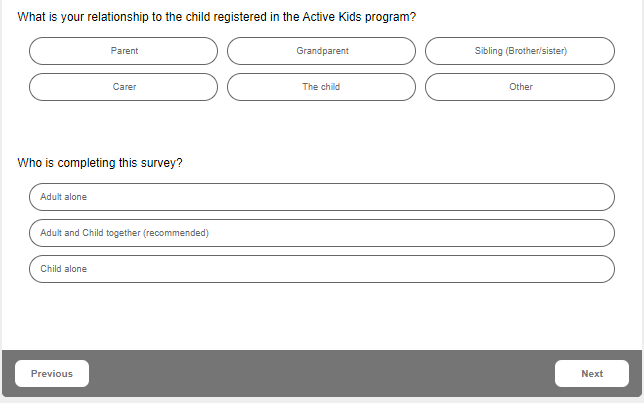 What is your relationship to the child registered in the Active Kids program?
Parent
Grandparent
Sibling (Brother/sister)
Carer
The child
Other
Who is completing this survey?
Adult alone
Adult and Child together (recommended)
Child alone
Previous
Next